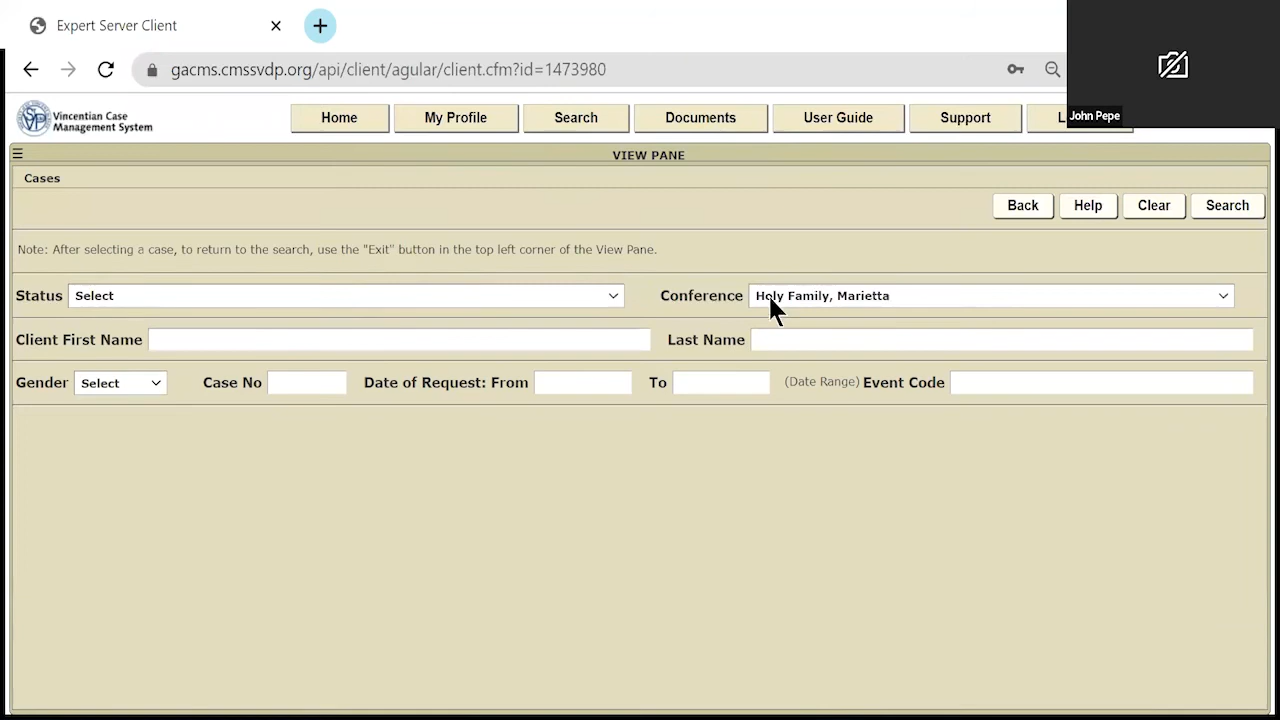 Expert Server Client
gacms.cmssvdp.org/api/client/agular/client.cfm?id=1473980
John Pepe
SVP
Vincentian Case
Management System
Home My Profile Search Documents User Guide Support L
VIEW PANE
Cases
Back Help Clear Search
Note: After selecting a case, to return to the search, use the "Exit" button in the top left corner of the View Pane.
Status Select Conference Holy Family, Marietta
Client First Name Last Name
Gender Select Case No Date of Request: From To (Date Range) Event Code